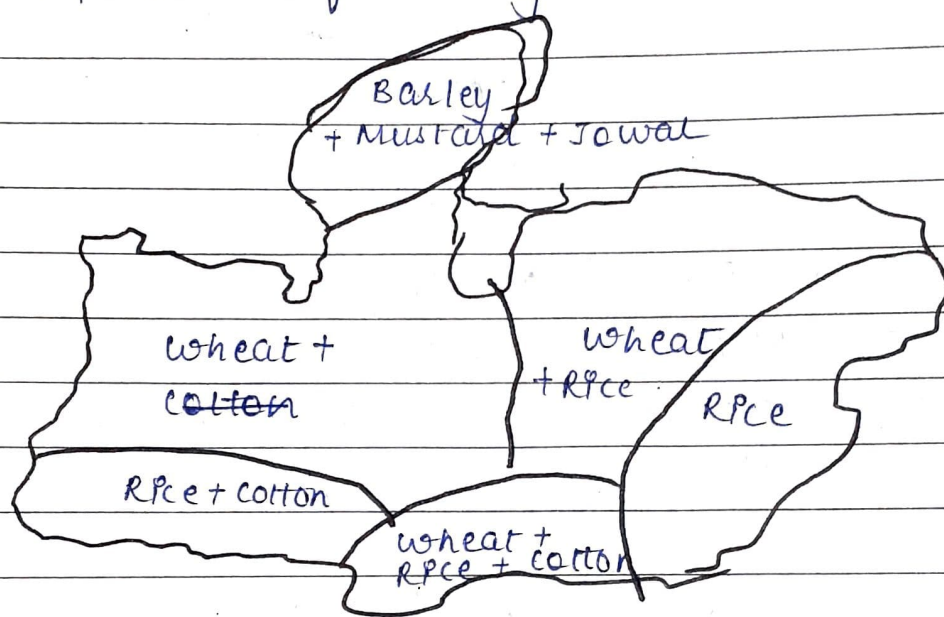 Barley
+ Mustard + Jowar
wheat +
cotton
wheat
+ Rice
Rice
Rice + cotton
wheat +
Rice + cotton